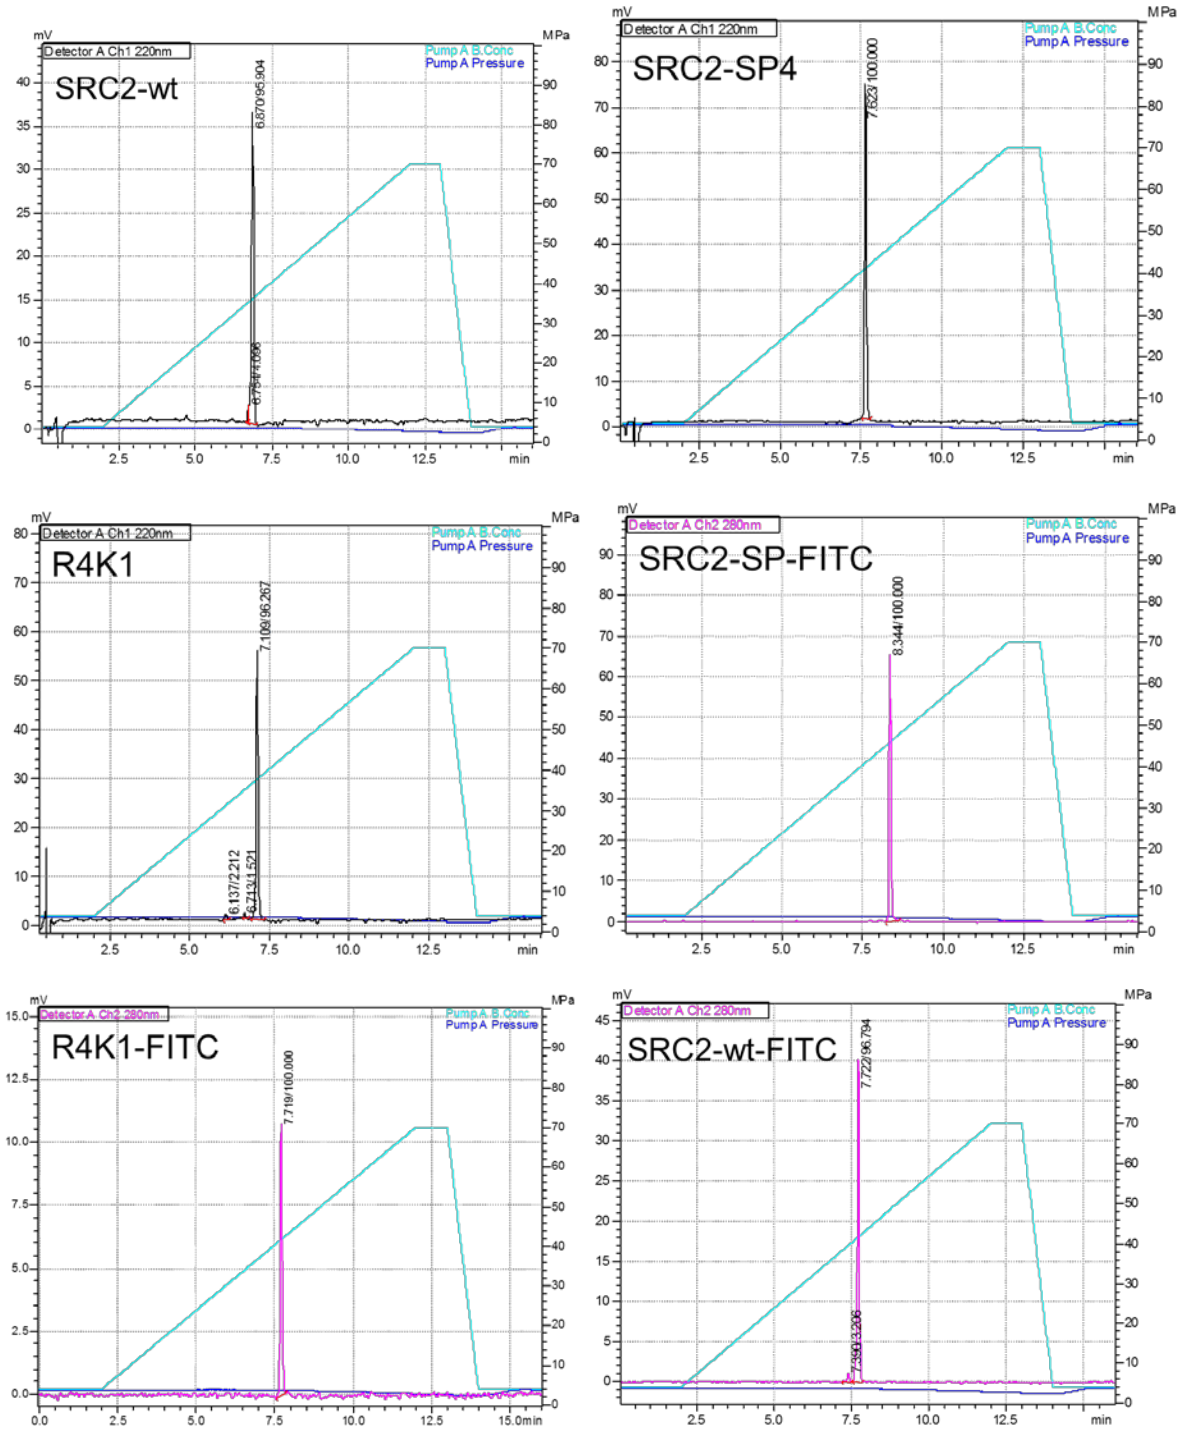 mV
MPa
Detector A Ch1 220nm
Pump A B.Conc
Pump A Pressure
SRC2-wt
6.870/95.904
6.754/4.096
40
35
30
25
20
15
10
5
0
90
80
70
60
50
40
30
20
10
0
2.5 5.0 7.5 10.0 12.5 min
mV
MPa
Detector A Ch1 220nm
Pump A B.Conc
Pump A Pressure
SRC2-SP4
7.623/100.000
80
70
60
50
40
30
20
10
0
90
80
70
60
50
40
30
20
10
0
2.5 5.0 7.5 10.0 12.5 min
mV
MPa
Detector A Ch1 220nm
Pump A B.Conc
Pump A Pressure
R4K1
7.109/96.267
6.137/2.212
6.713/1.521
80
70
60
50
40
30
20
10
0
90
80
70
60
50
40
30
20
10
0
2.5 5.0 7.5 10.0 12.5 min
mV
MPa
Detector A Ch2 280nm
Pump A B.Conc
Pump A Pressure
SRC2-SP-FITC
8.344/100.000
90
80
70
60
50
40
30
20
10
0
90
80
70
60
50
40
30
20
10
0
2.5 5.0 7.5 10.0 12.5 min
mV
MPa
Detector A Ch2 280nm
Pump A B.Conc
Pump A Pressure
R4K1-FITC
7.719/100.000
15.0
12.5
10.0
7.5
5.0
2.5
0.0
90
80
70
60
50
40
30
20
10
0
0.0 2.5 5.0 7.5 10.0 12.5 15.0min
mV
MPa
Detector A Ch2 280nm
Pump A B.Conc
Pump A Pressure
SRC2-wt-FITC
7.722/96.794
7.390/3.206
45
40
35
30
25
20
15
10
5
0
90
80
70
60
50
40
30
20
10
0
2.5 5.0 7.5 10.0 12.5 min